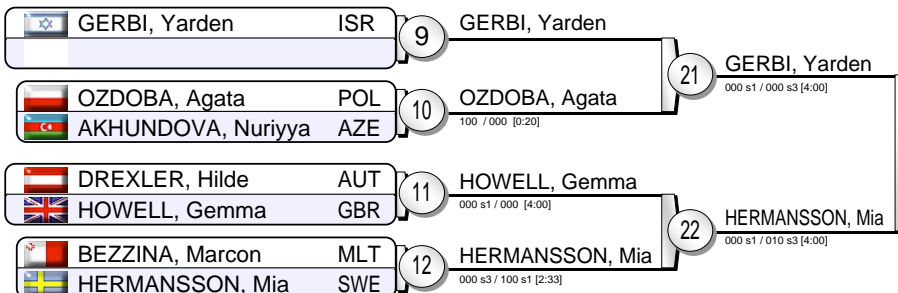 GERBI, Yarden ISR
9
GERBI, Yarden
21
GERBI, Yarden
000 s1 / 000 s3 [4:00]
OZDOBA, Agata POL
AKHUNDOVA, Nuriyya AZE
10
OZDOBA, Agata
100 / 000 [0:20]
DREXLER, Hilde AUT
HOWELL, Gemma GBR
11
HOWELL, Gemma
000 s1 / 000 [4:00]
22
HERMANSSON, Mia
000 s1 / 010 s3 [4:00]
BEZZINA, Marcon MLT
HERMANSSON, Mia SWE
12
HERMANSSON, Mia
000 s3 / 100 s1 [2:33]